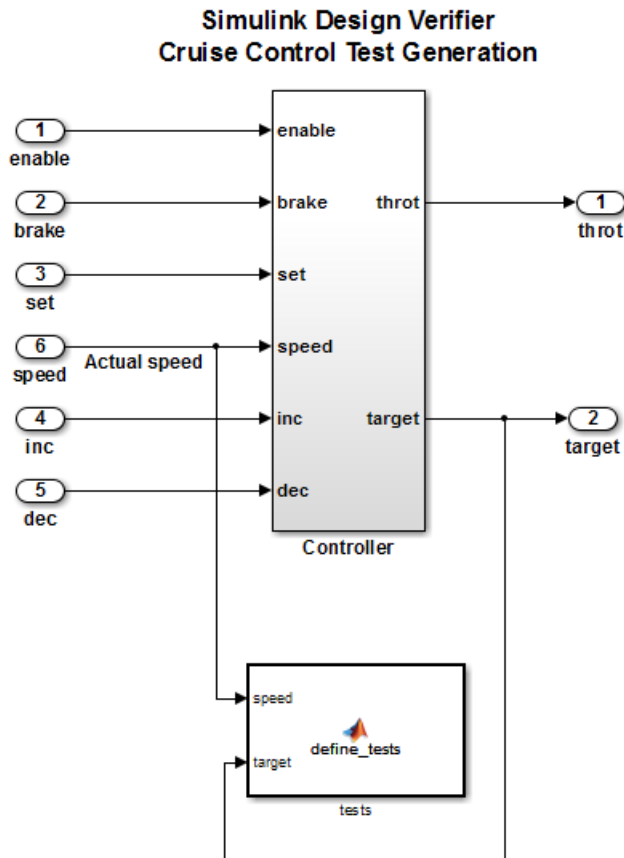 Simulink Design Verifier
Cruise Control Test Generation
1
enable
enable
2
brake
brake
throt
1
throt
3
set
set
6
speed
Actual speed
speed
4
inc
inc
target
2
target
5
dec
dec
Controller
speed
define_tests
target
tests